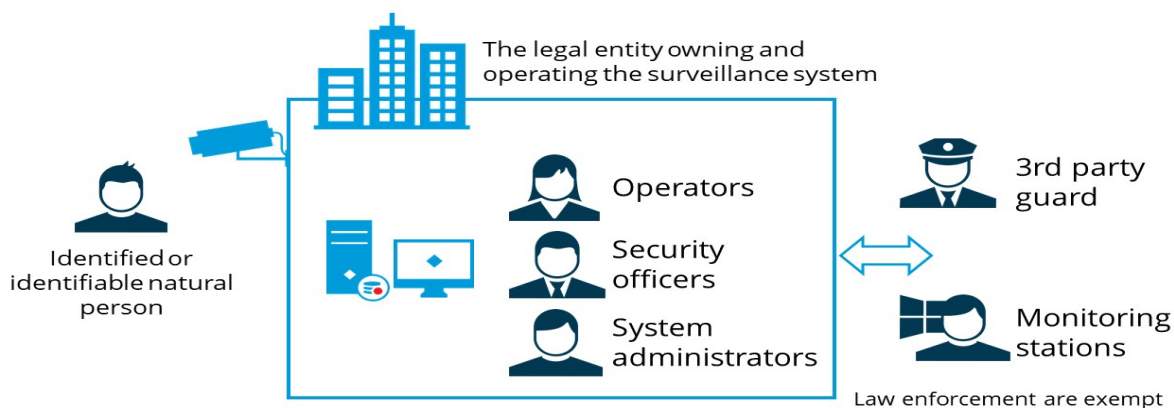 The legal entity owning and
operating the surveillance system
Identified or
identifiable natural
person
Operators
Security
officers
System
administrators
3rd party
guard
Monitoring
stations
Law enforcement are exempt